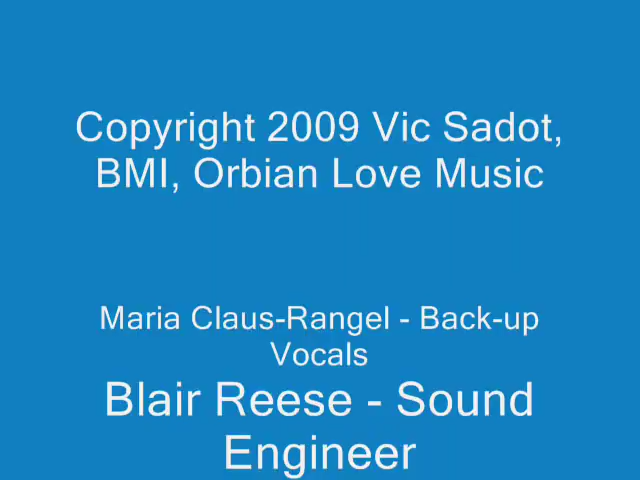 Copyright 2009 Vic Sadot,
BMI, Orbian Love Music
Maria Claus-Rangel - Back-up
Vocals
Blair Reese - Sound
Engineer